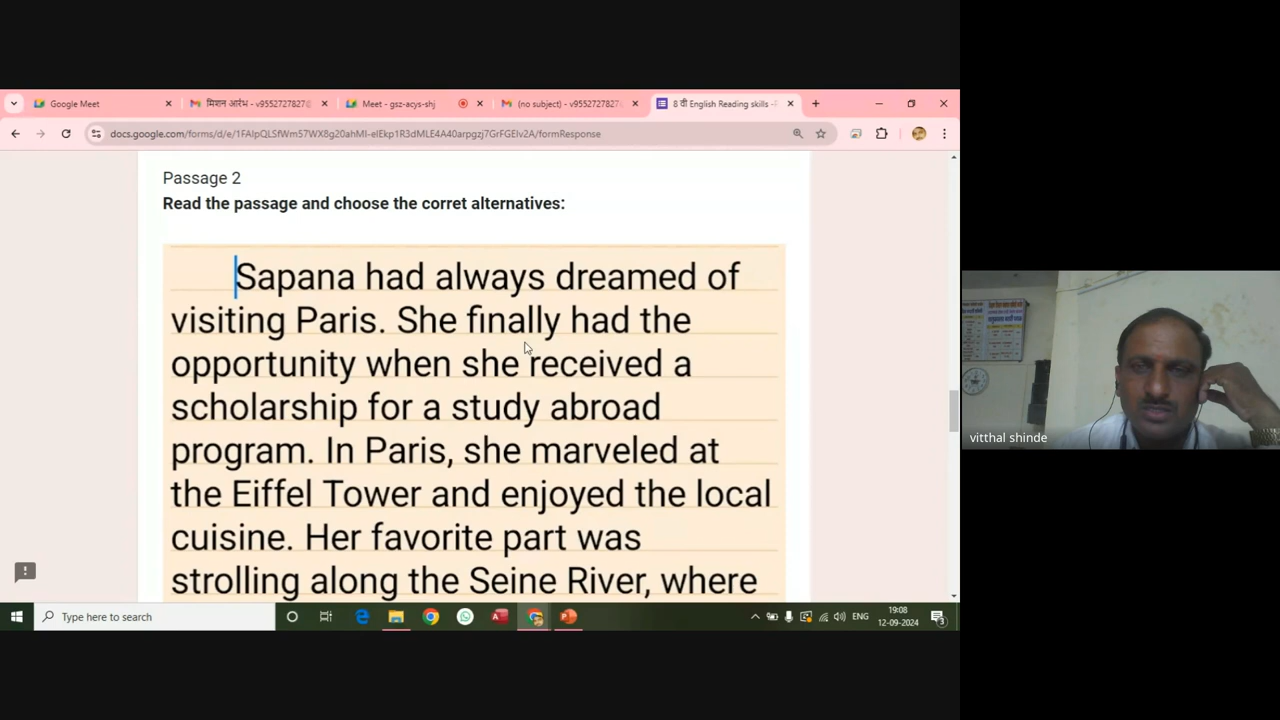 Google Meet
मिशन आरंभ - v9552727827@
Meet - gsz-acys-shj
(no subject) - v955272782
8 वी English Reading skills -
docs.google.com/forms/d/e/1FAIpQLSfWm57WX8g20ahMI-elEkp1R3dMLE4A40arpgzj7GrFGElv2A/formResponse
Passage 2
Read the passage and choose the corret alternatives:
Sapana had always dreamed of
visiting Paris. She finally had the
opportunity when she received a
scholarship for a study abroad
program. In Paris, she marveled at
the Eiffel Tower and enjoyed the local
cuisine. Her favorite part was
strolling along the Seine River, where
vitthal shinde
Type here to search
ENG
19:08
12-09-2024
3